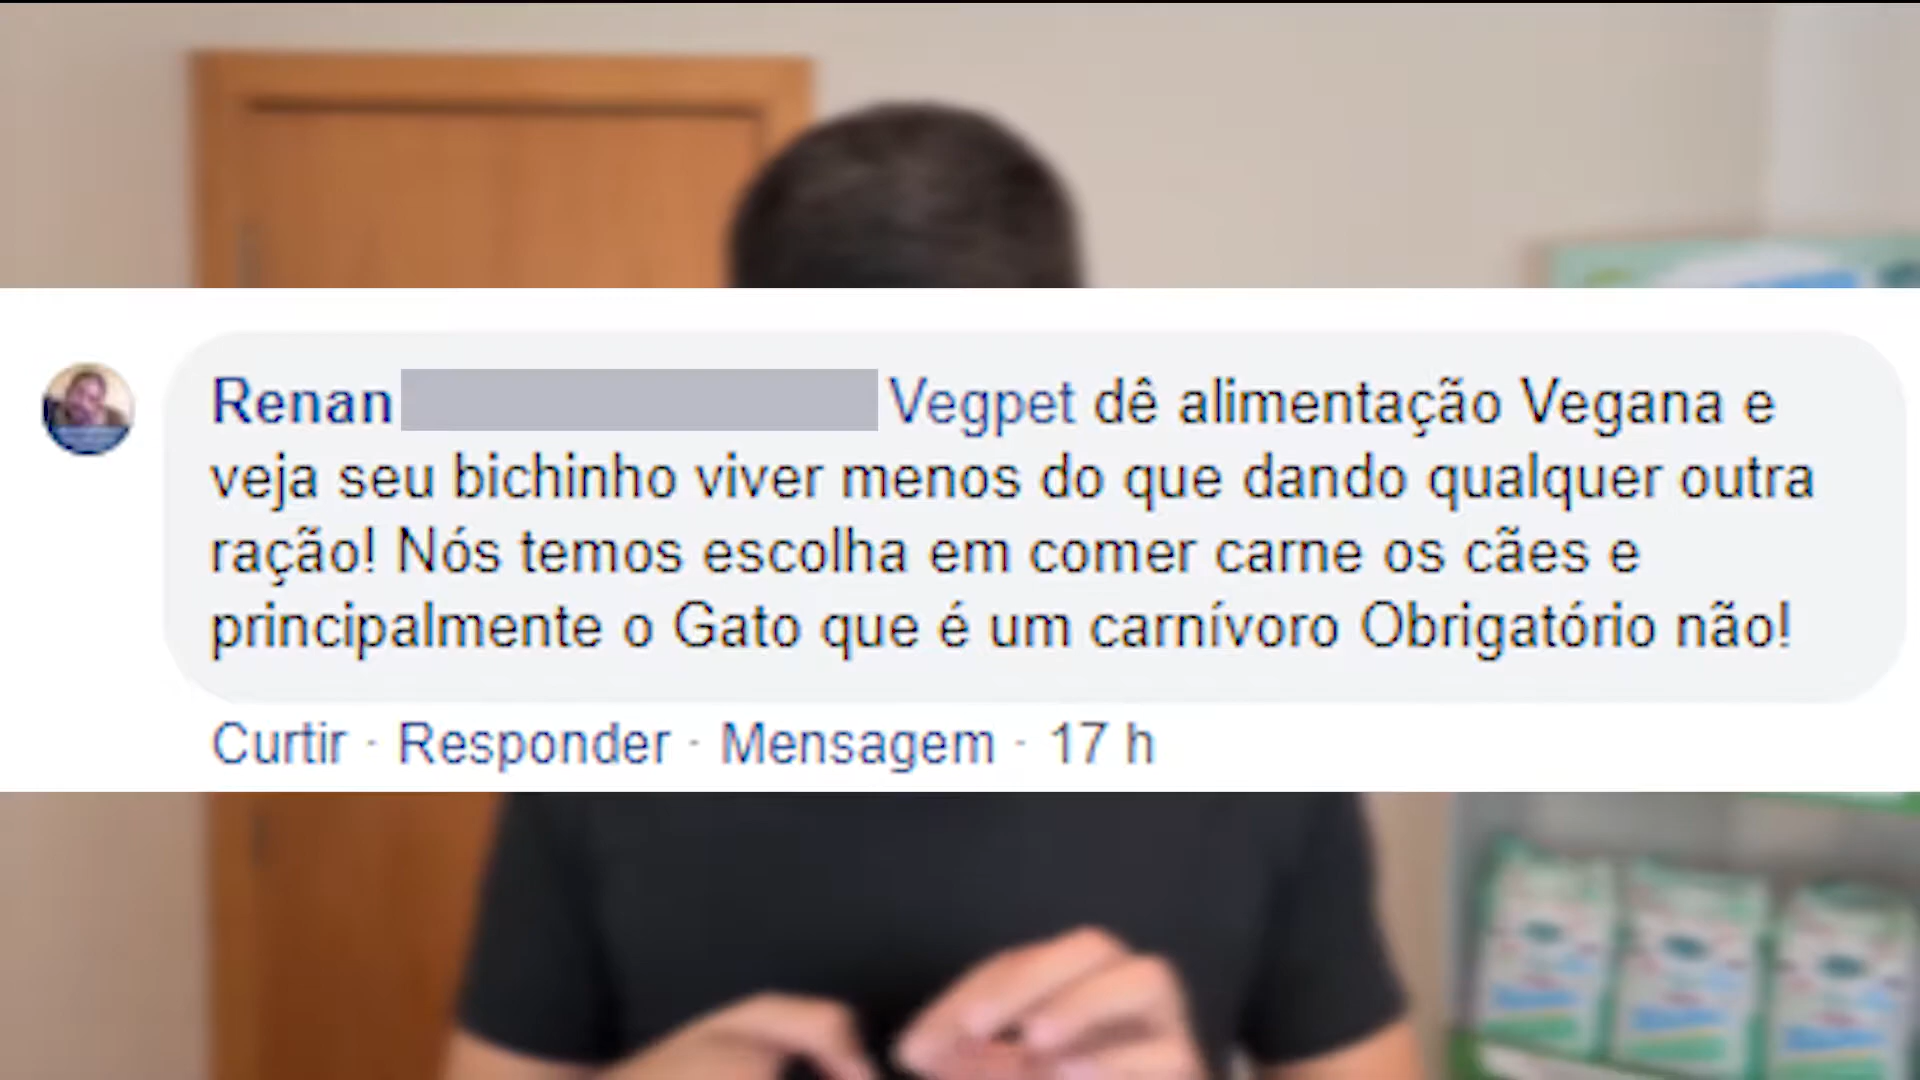 Renan Vegpet dê alimentação Vegana e
veja seu bichinho viver menos do que dando qualquer outra
ração! Nós temos escolha em comer carne os cães e
principalmente o Gato que é um carnívoro Obrigatório não!
Curtir · Responder · Mensagem · 17 h